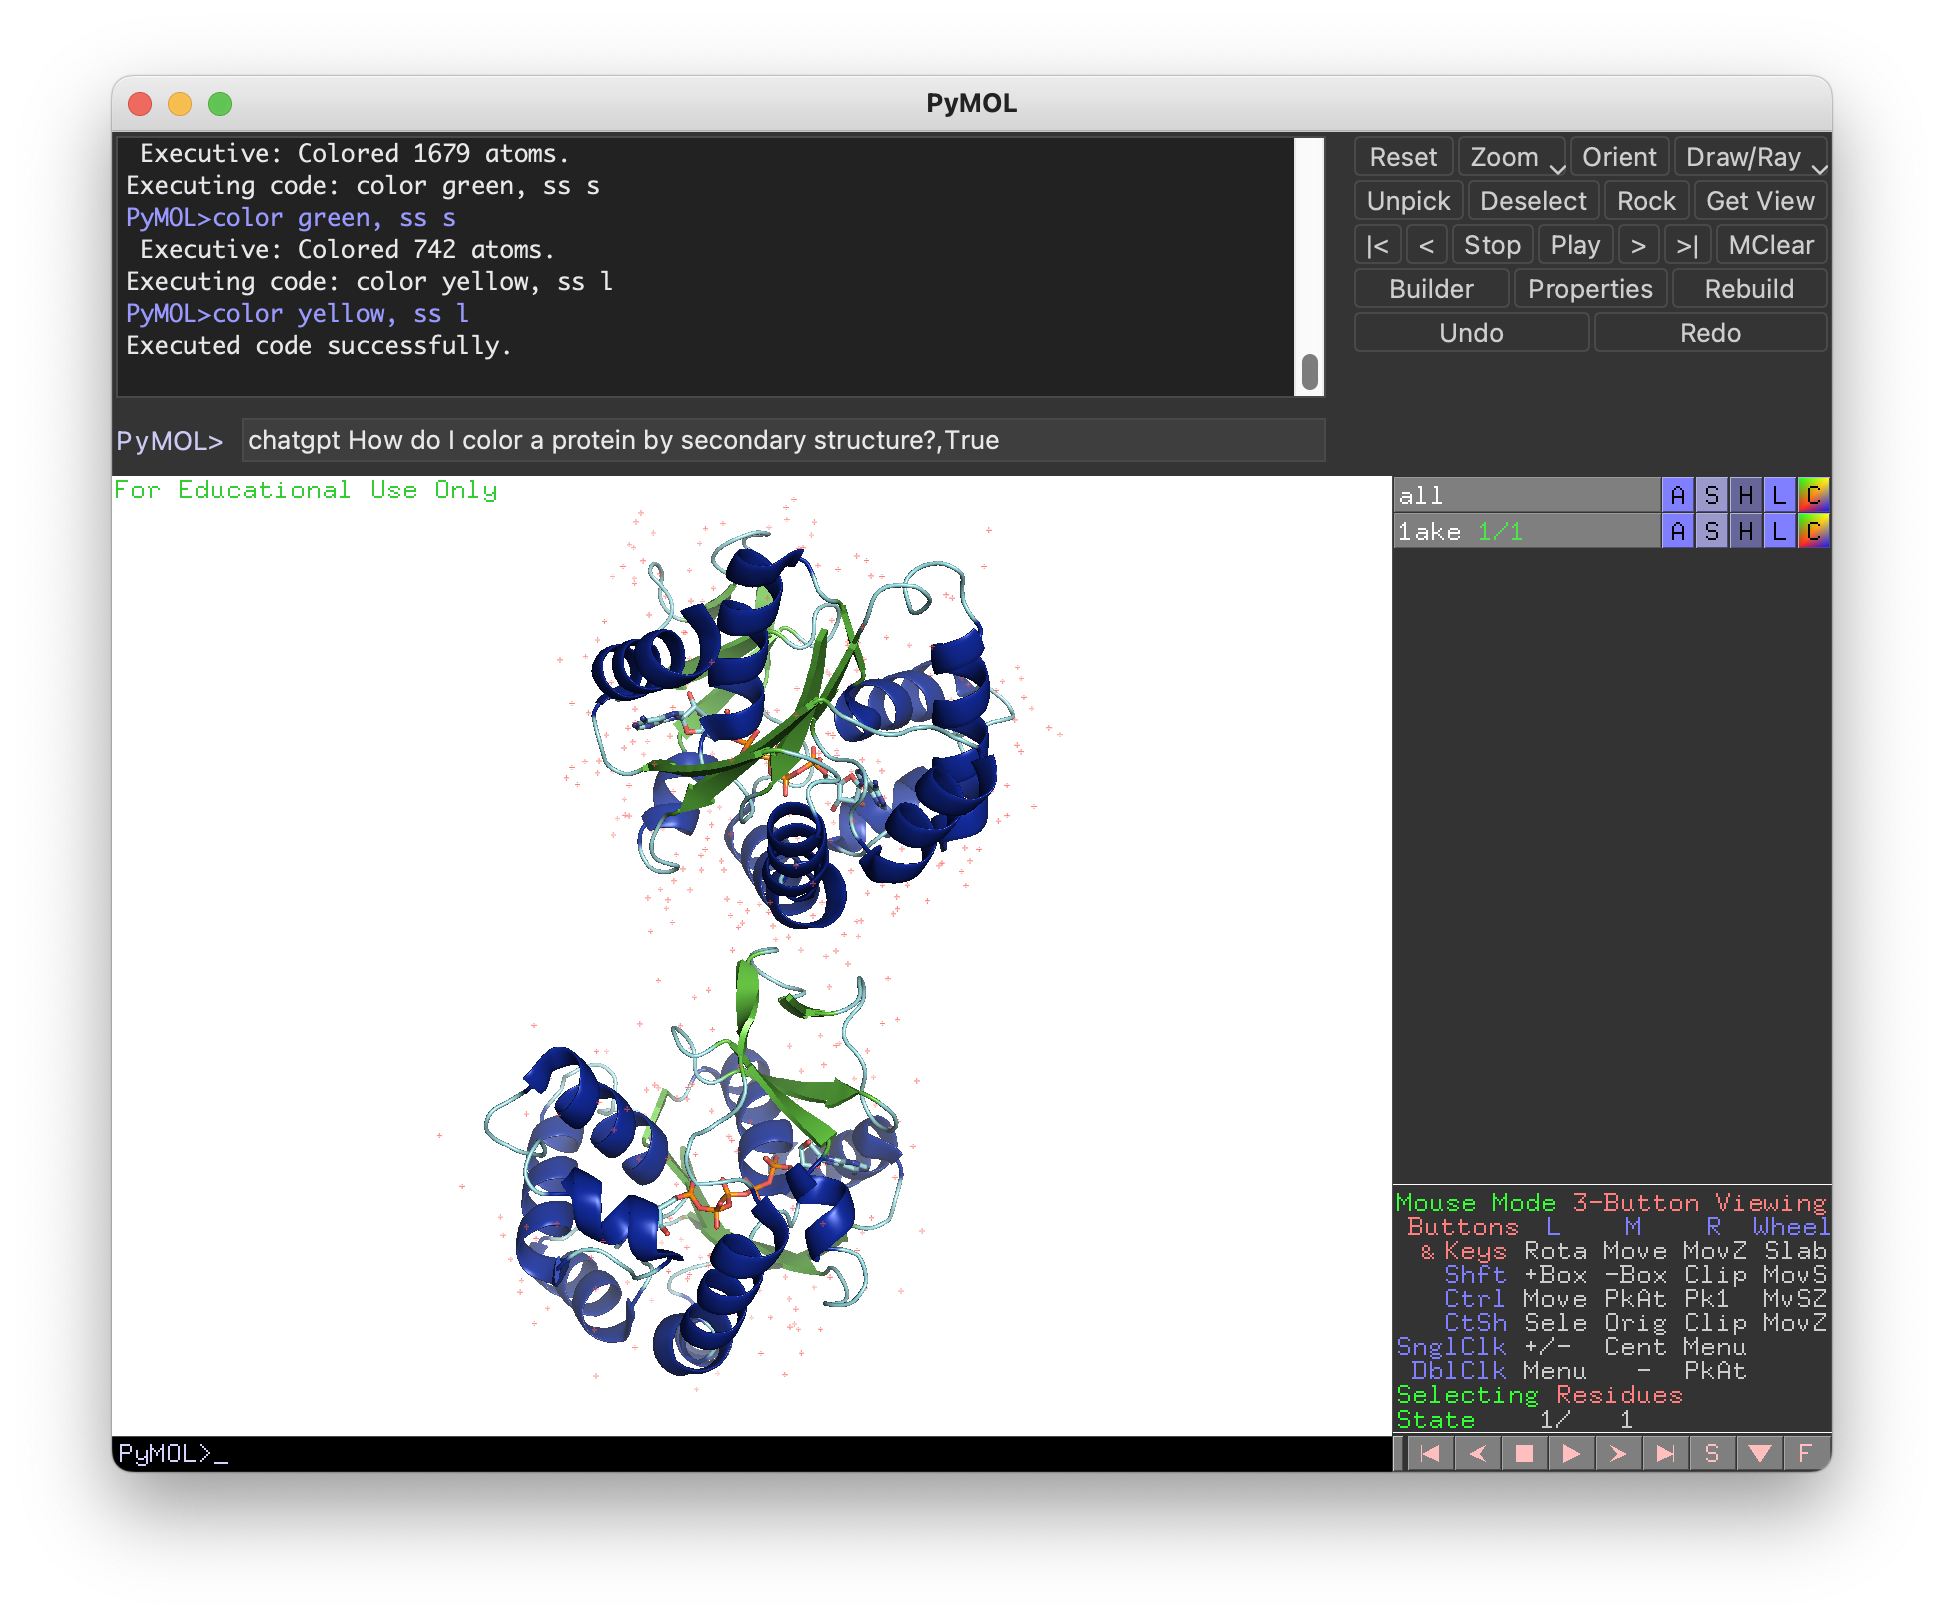 PyMOL
Executive: Colored 1679 atoms.
Executing code: color green, ss s
PyMOL>color green, ss s
Executive: Colored 742 atoms.
Executing code: color yellow, ss l
PyMOL>color yellow, ss l
Executed code successfully.
PyMOL> chatgpt How do I color a protein by secondary structure?,True
Reset Zoom Orient Draw/Ray
Unpick Deselect Rock Get View
|< < Stop Play > >| MClear
Builder Properties Rebuild
Undo Redo
For Educational Use Only
all A S H L C
1ake 1/1 A S H L C
Mouse Mode 3-Button Viewing
Buttons L M R Wheel
& Keys Rota Move MovZ Slab
Shft +Box -Box Clip MovS
Ctrl Move PkAt Pk1 MvSZ
CtSh Sele Orig Clip MovZ
SnglClk +/- Cent Menu
DblClk Menu - PkAt
Selecting Residues
State 1/ 1
PyMOL>_
S F